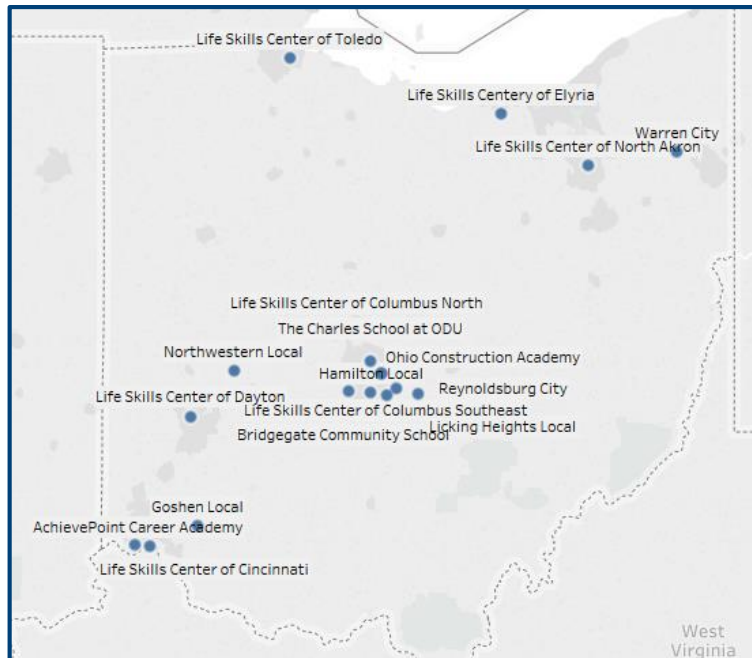 Life Skills Center of Toledo
Life Skills Centery of Elyria
Warren City
Life Skills Center of North Akron
Life Skills Center of Columbus North
The Charles School at ODU
Northwestern Local
Ohio Construction Academy
Hamilton Local
Life Skills Center of Dayton
Reynoldsburg City
Life Skills Center of Columbus Southeast
Licking Heights Local
Bridgegate Community School
Goshen Local
AchievePoint Career Academy
Life Skills Center of Cincinnati
West
Virginia